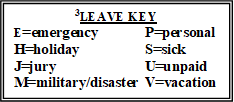 ³LEAVE KEY
E=emergency P=personal
H=holiday S=sick
J=jury U=unpaid
M=military/disaster V=vacation